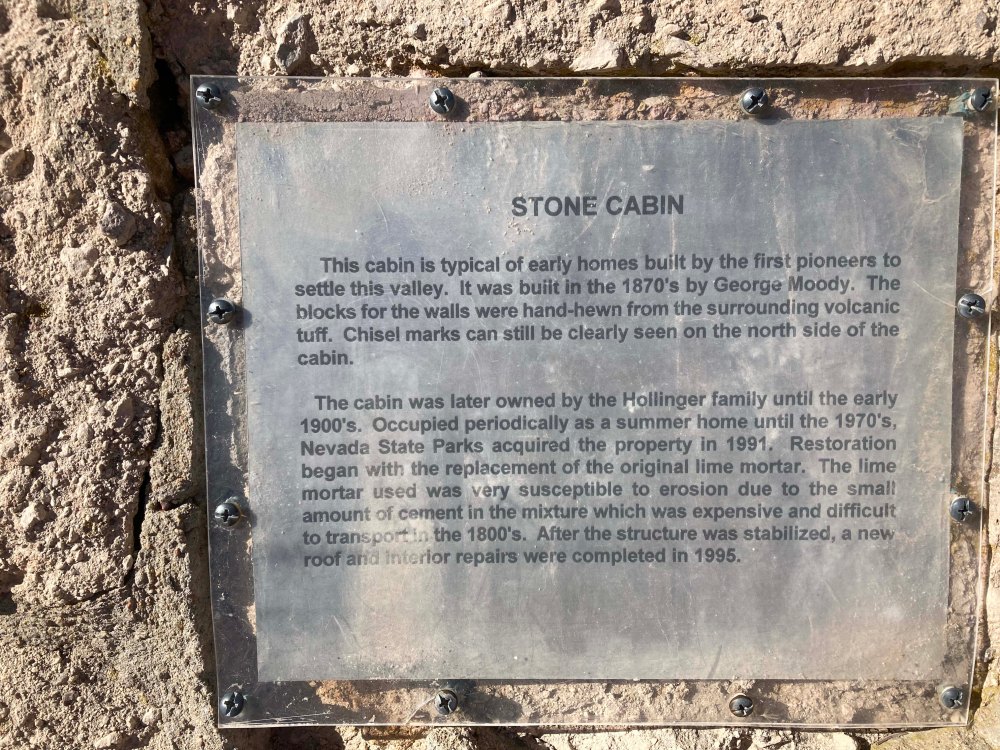 STONE CABIN
This cabin is typical of early homes built by the first pioneers to
settle this valley. It was built in the 1870's by George Moody. The
blocks for the walls were hand-hewn from the surrounding volcanic
tuff. Chisel marks can still be clearly seen on the north side of the
cabin.
The cabin was later owned by the Hollinger family until the early
1900's. Occupied periodically as a summer home until the 1970's,
Nevada State Parks acquired the property in 1991. Restoration
began with the replacement of the original lime mortar. The lime
mortar used was very susceptible to erosion due to the small
amount of cement in the mixture which was expensive and difficult
to transport in the 1800's. After the structure was stabilized, a new
roof and interior repairs were completed in 1995.